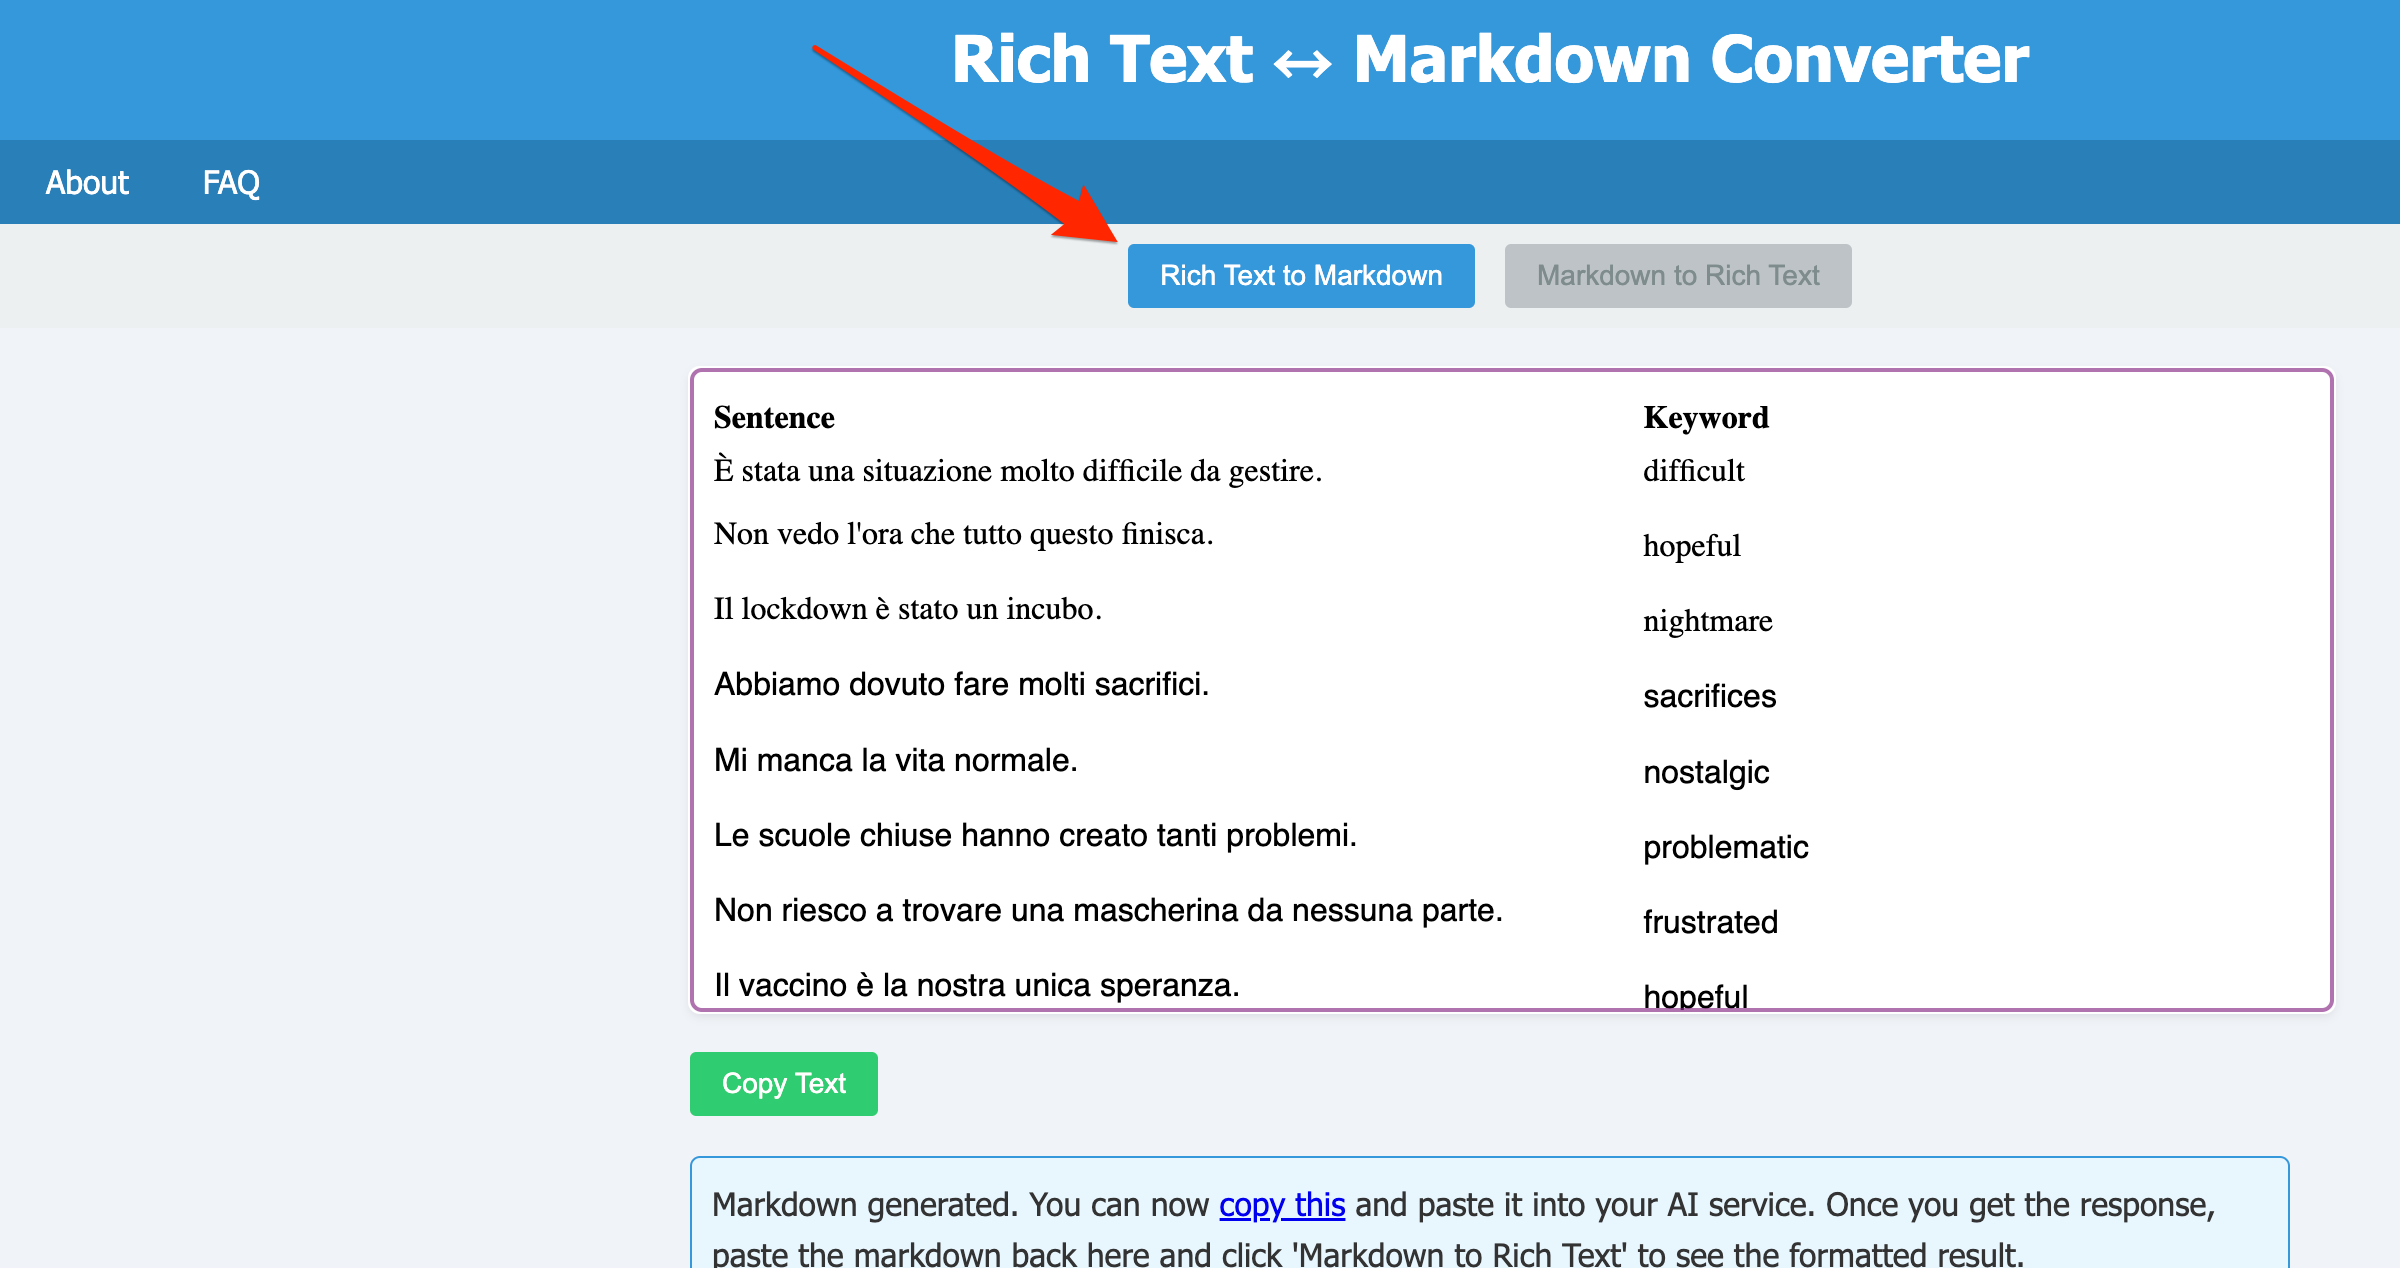 Rich Text ↔ Markdown Converter
About FAQ
Rich Text to Markdown Markdown to Rich Text
Sentence Keyword
È stata una situazione molto difficile da gestire. difficult
Non vedo l'ora che tutto questo finisca. hopeful
Il lockdown è stato un incubo. nightmare
Abbiamo dovuto fare molti sacrifici. sacrifices
Mi manca la vita normale. nostalgic
Le scuole chiuse hanno creato tanti problemi. problematic
Non riesco a trovare una mascherina da nessuna parte. frustrated
Il vaccino è la nostra unica speranza. hopeful
Copy Text
Markdown generated. You can now copy this and paste it into your AI service. Once you get the response,
paste the markdown back here and click 'Markdown to Rich Text' to see the formatted result.